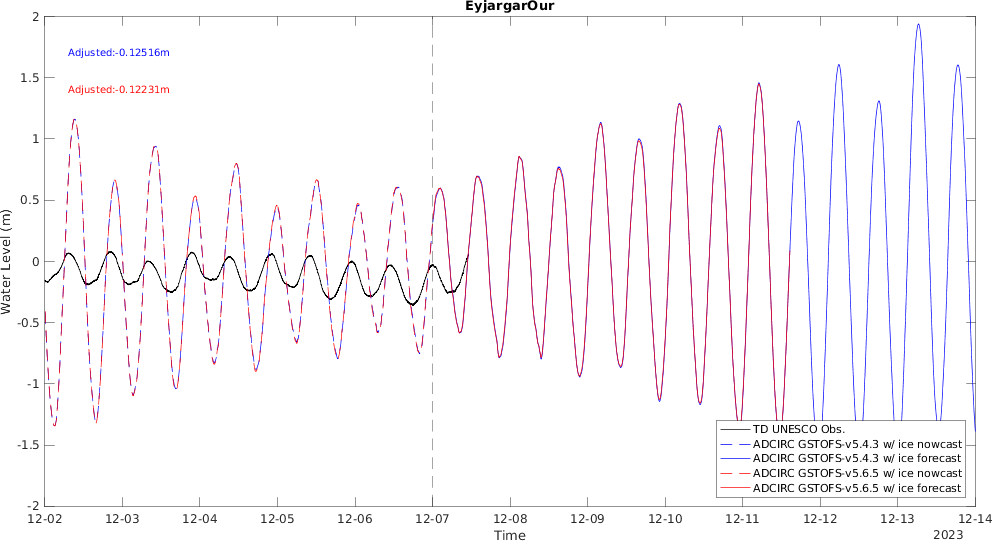 EyjargarOur
Adjusted:-0.12516m
Adjusted:-0.12231m
Water Level (m)
2
1.5
1
0.5
0
-0.5
-1
-1.5
-2
TD UNESCO Obs.
ADCIRC GSTOFS-v5.4.3 w/ ice nowcast
ADCIRC GSTOFS-v5.4.3 w/ ice forecast
ADCIRC GSTOFS-v5.6.5 w/ ice nowcast
ADCIRC GSTOFS-v5.6.5 w/ ice forecast
12-02 12-03 12-04 12-05 12-06 12-07 12-08 12-09 12-10 12-11 12-12 12-13 12-14
Time
2023